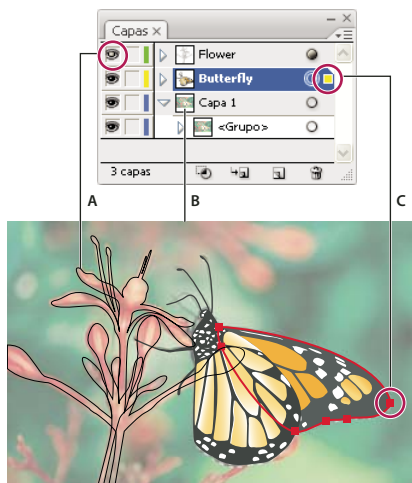 Capas
Flower
Butterfly
Capa 1
<Grupo>
3 capas
A B C